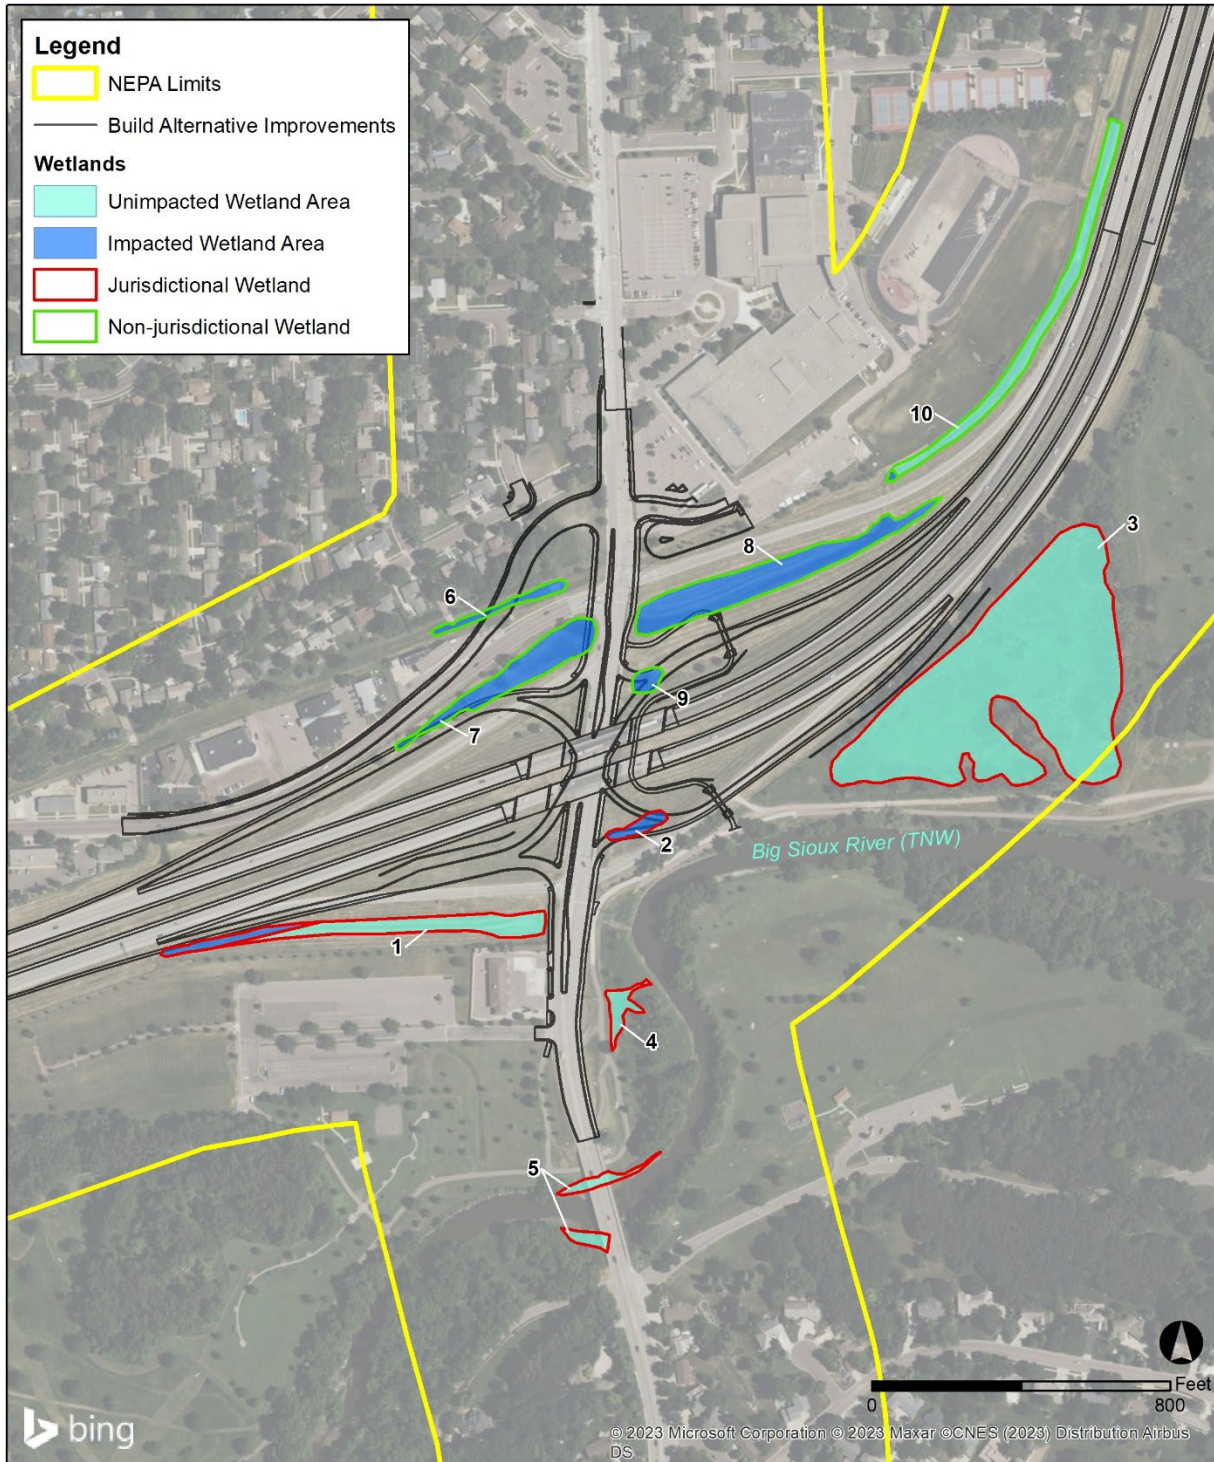 Legend
NEPA Limits
Build Alternative Improvements
Wetlands
Unimpacted Wetland Area
Impacted Wetland Area
Jurisdictional Wetland
Non-jurisdictional Wetland
10
3
8
6
9
7
2
Big Sioux River (TNW)
1
4
5
Feet
0 800
bing
© 2023 Microsoft Corporation © 2023 Maxar ©CNES (2023) Distribution Airbus
DS